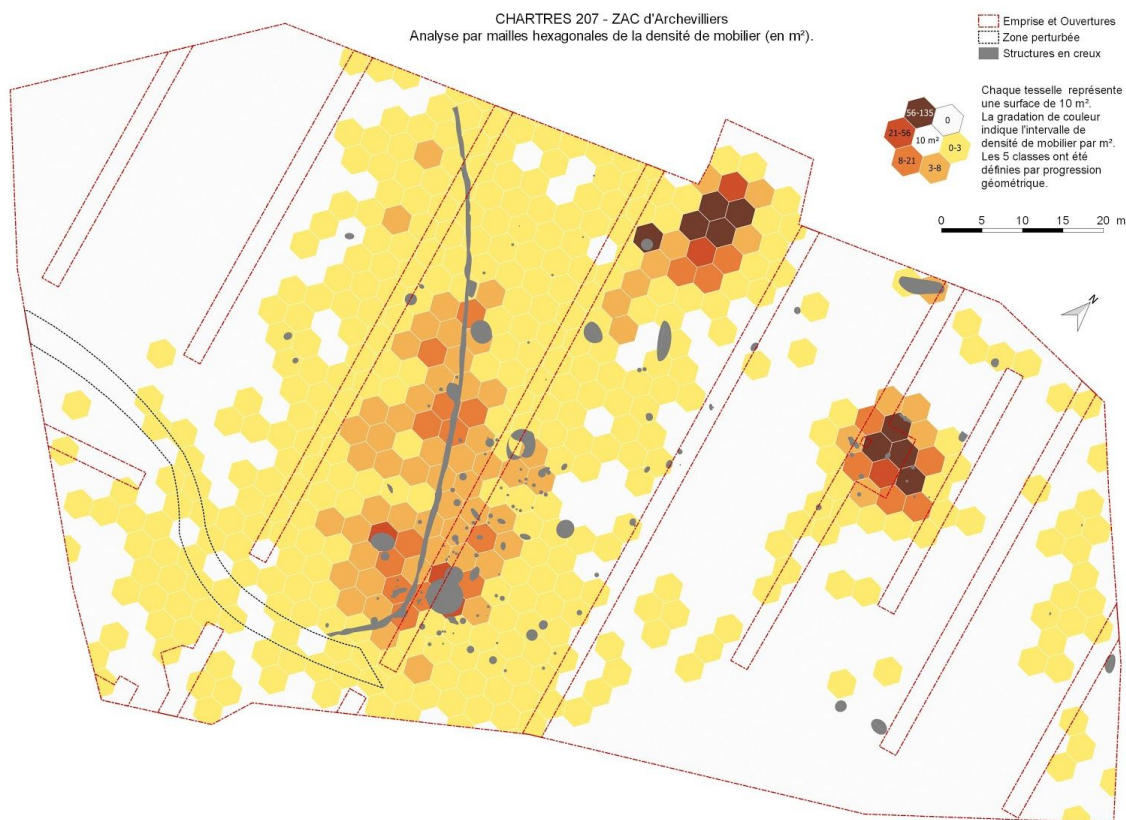 CHARTRES 207 - ZAC d'Archevilliers
Analyse par mailles hexagonales de la densité de mobilier (en m²).
Emprise et Ouvertures
Zone perturbée
Structures en creux
Chaque tesselle représente
une surface de 10 m².
La gradation de couleur
indique l'intervalle de
densité de mobilier par m².
Les 5 classes ont été
définies par progression
géométrique.
56-135
0
21-56
10 m²
0-3
8-21
3-8
0 5 10 15 20 m
N